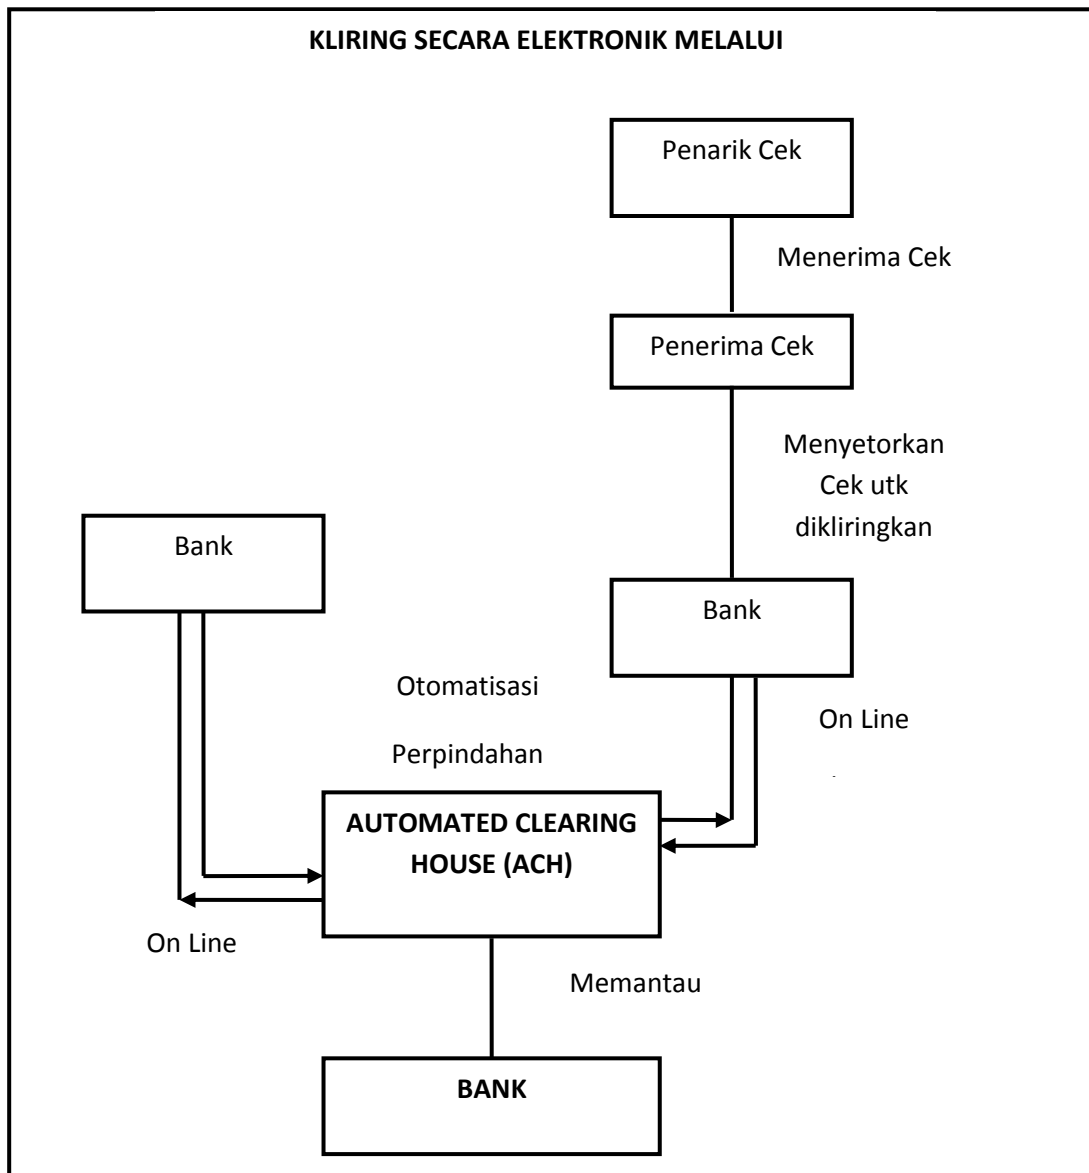 KLIRING SECARA ELEKTRONIK MELALUI
Penarik Cek
Menerima Cek
Penerima Cek
Menyetorkan
Cek utk
dikliringkan
Bank
Bank
Otomatisasi
On Line
Perpindahan
AUTOMATED CLEARING
HOUSE (ACH)
On Line
Memantau
BANK